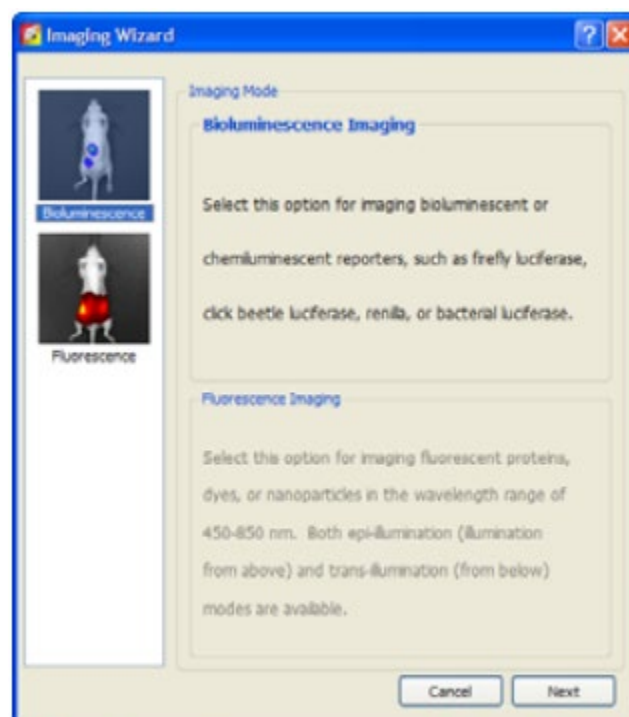 Imaging Wizard
Bioluminescence
Fluorescence
Imaging Mode
Bioluminescence Imaging
Select this option for imaging bioluminescent or
chemiluminescent reporters, such as firefly luciferase,
click beetle luciferase, renilla, or bacterial luciferase.
Fluorescence Imaging
Select this option for imaging fluorescent proteins,
dyes, or nanoparticles in the wavelength range of
450-850 nm. Both epi-illumination (illumination
from above) and trans-illumination (from below)
modes are available.
Cancel
Next